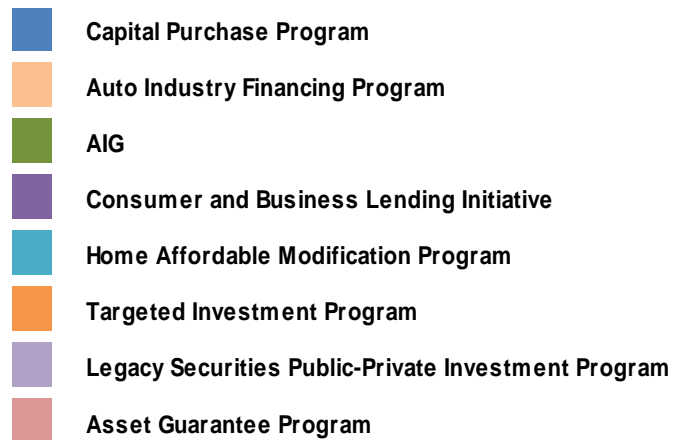 Capital Purchase Program
Auto Industry Financing Program
AIG
Consumer and Business Lending Initiative
Home Affordable Modification Program
Targeted Investment Program
Legacy Securities Public-Private Investment Program
Asset Guarantee Program